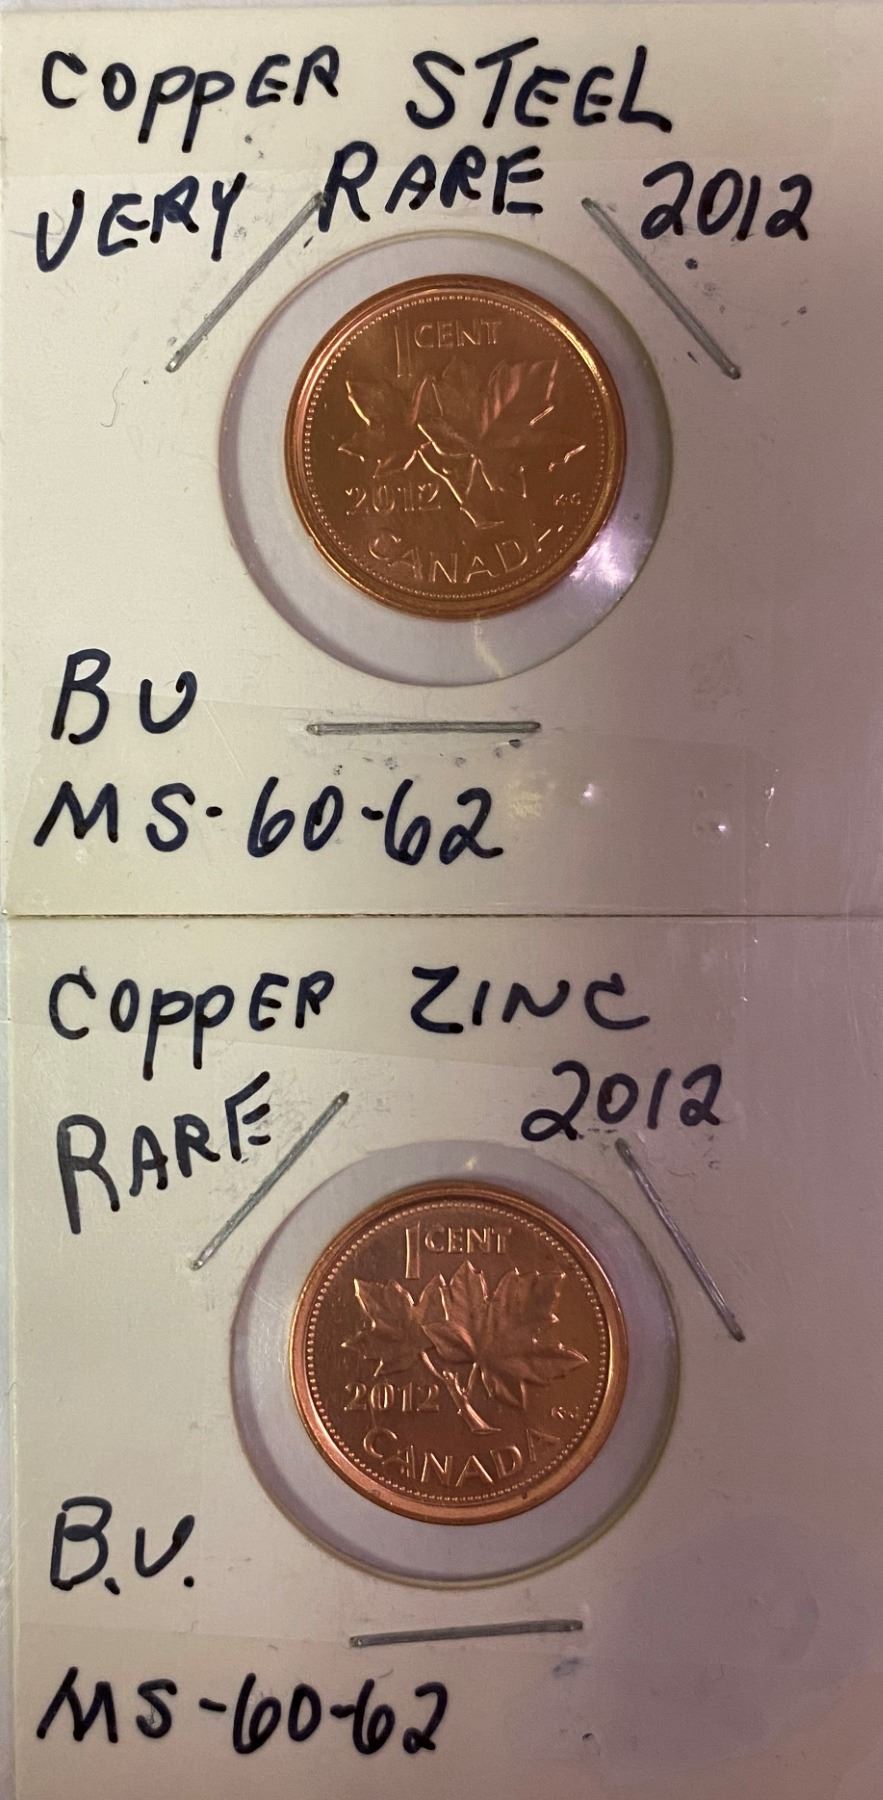 COPPER STEEL
VERY RARE 2012
1 CENT
2012
KG
CANADA
BU
MS-60-62
COPPER ZINC
RARE 2012
1 CENT
2012
CANADA
B.U.
MS-60-62